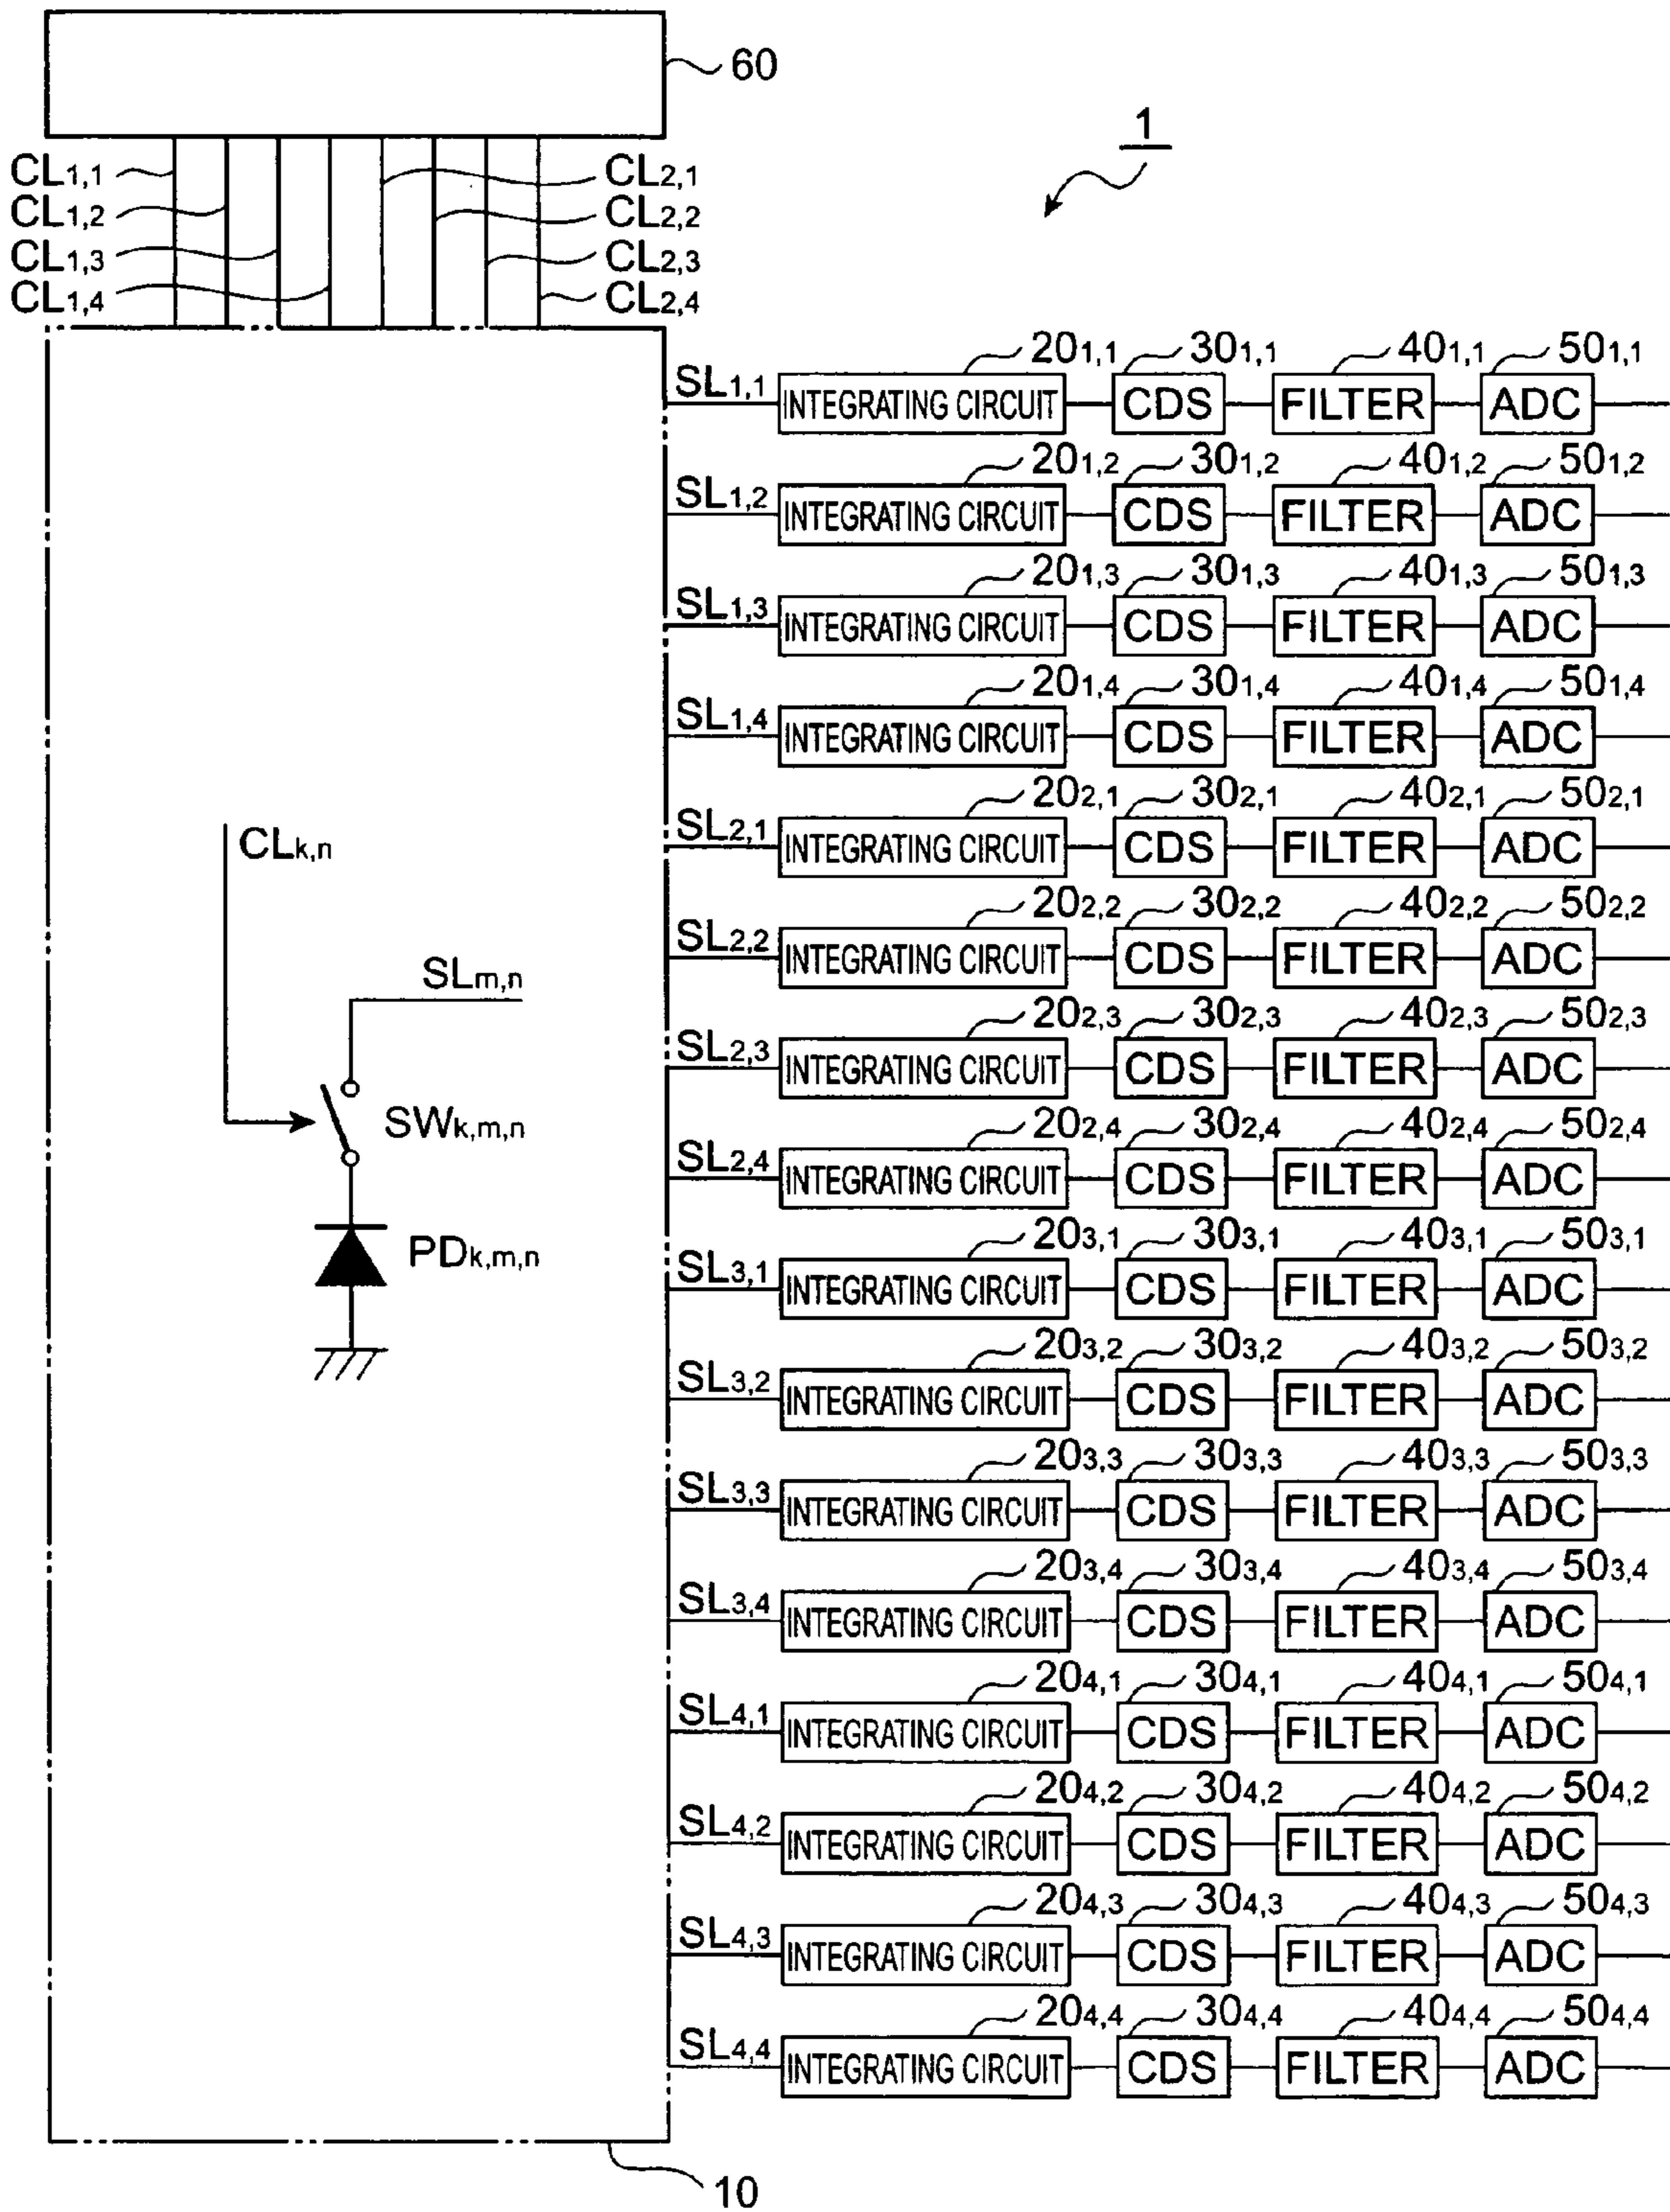 60
1
CL1,1
CL2,1
CL1,2
CL2,2
CL1,3
CL2,3
CL1,4
CL2,4
SL1,1 201,1 301,1 401,1 501,1
INTEGRATING CIRCUIT CDS FILTER ADC
SL1,2 201,2 301,2 401,2 501,2
INTEGRATING CIRCUIT CDS FILTER ADC
SL1,3 201,3 301,3 401,3 501,3
INTEGRATING CIRCUIT CDS FILTER ADC
SL1,4 201,4 301,4 401,4 501,4
INTEGRATING CIRCUIT CDS FILTER ADC
SL2,1 202,1 302,1 402,1 502,1
INTEGRATING CIRCUIT CDS FILTER ADC
SL2,2 202,2 302,2 402,2 502,2
INTEGRATING CIRCUIT CDS FILTER ADC
SL2,3 202,3 302,3 402,3 502,3
INTEGRATING CIRCUIT CDS FILTER ADC
SL2,4 202,4 302,4 402,4 502,4
INTEGRATING CIRCUIT CDS FILTER ADC
SL3,1 203,1 303,1 403,1 503,1
INTEGRATING CIRCUIT CDS FILTER ADC
SL3,2 203,2 303,2 403,2 503,2
INTEGRATING CIRCUIT CDS FILTER ADC
SL3,3 203,3 303,3 403,3 503,3
INTEGRATING CIRCUIT CDS FILTER ADC
SL3,4 203,4 303,4 403,4 503,4
INTEGRATING CIRCUIT CDS FILTER ADC
SL4,1 204,1 304,1 404,1 504,1
INTEGRATING CIRCUIT CDS FILTER ADC
SL4,2 204,2 304,2 404,2 504,2
INTEGRATING CIRCUIT CDS FILTER ADC
SL4,3 204,3 304,3 404,3 504,3
INTEGRATING CIRCUIT CDS FILTER ADC
SL4,4 204,4 304,4 404,4 504,4
INTEGRATING CIRCUIT CDS FILTER ADC
CLk,n
SLm,n
SWk,m,n
PDk,m,n
10